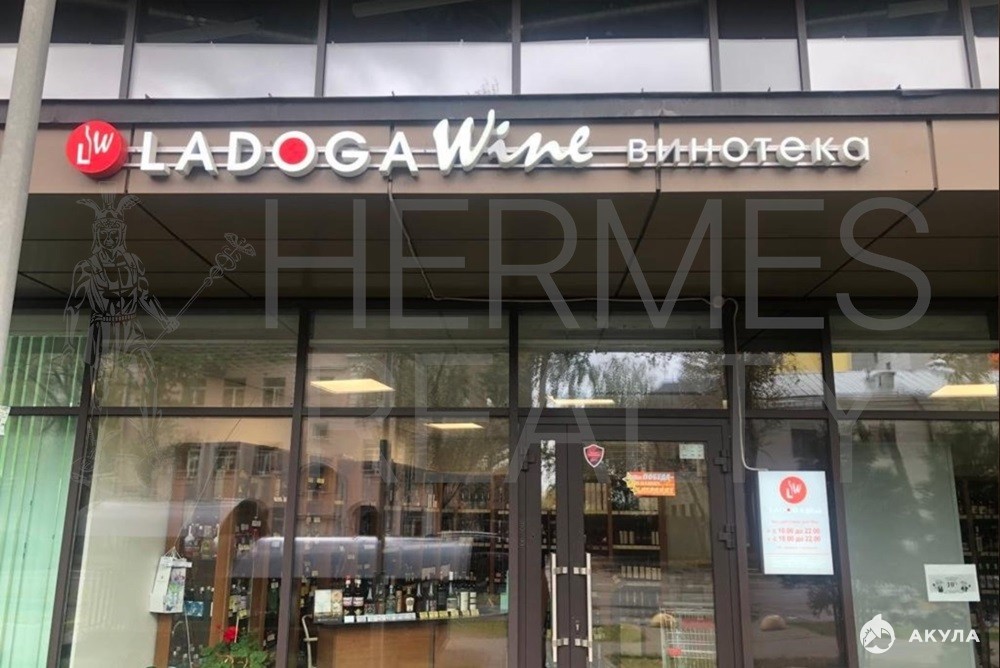 LW LADOGA Wine винотека
HERMES
REALTY
LW
с 10.00 до 22.00
с 10.00 до 22.00
АКУЛА